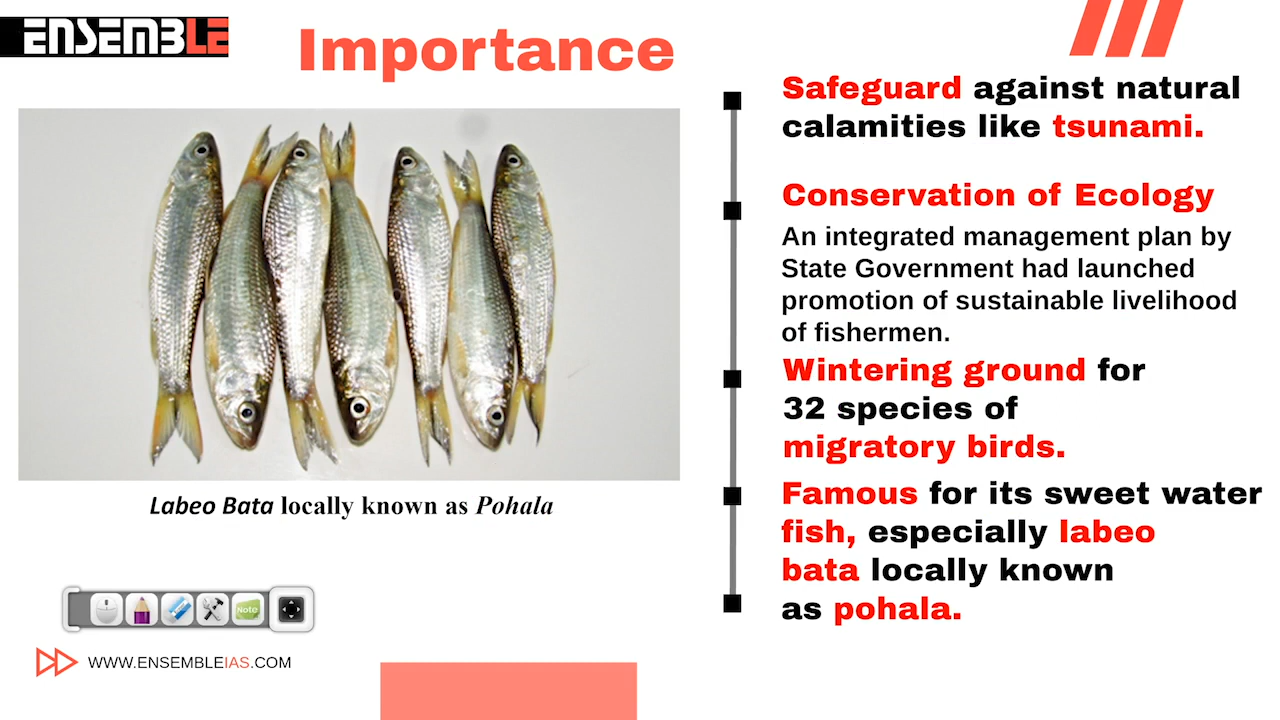 ENSEMBLE
Importance
Safeguard against natural
calamities like tsunami.
Conservation of Ecology
An integrated management plan by
State Government had launched
promotion of sustainable livelihood
of fishermen.
Wintering ground for
32 species of
migratory birds.
Famous for its sweet water
fish, especially labeo
bata locally known
as pohala.
Labeo Bata locally known as Pohala
Note
WWW.ENSEMBLEIAS.COM